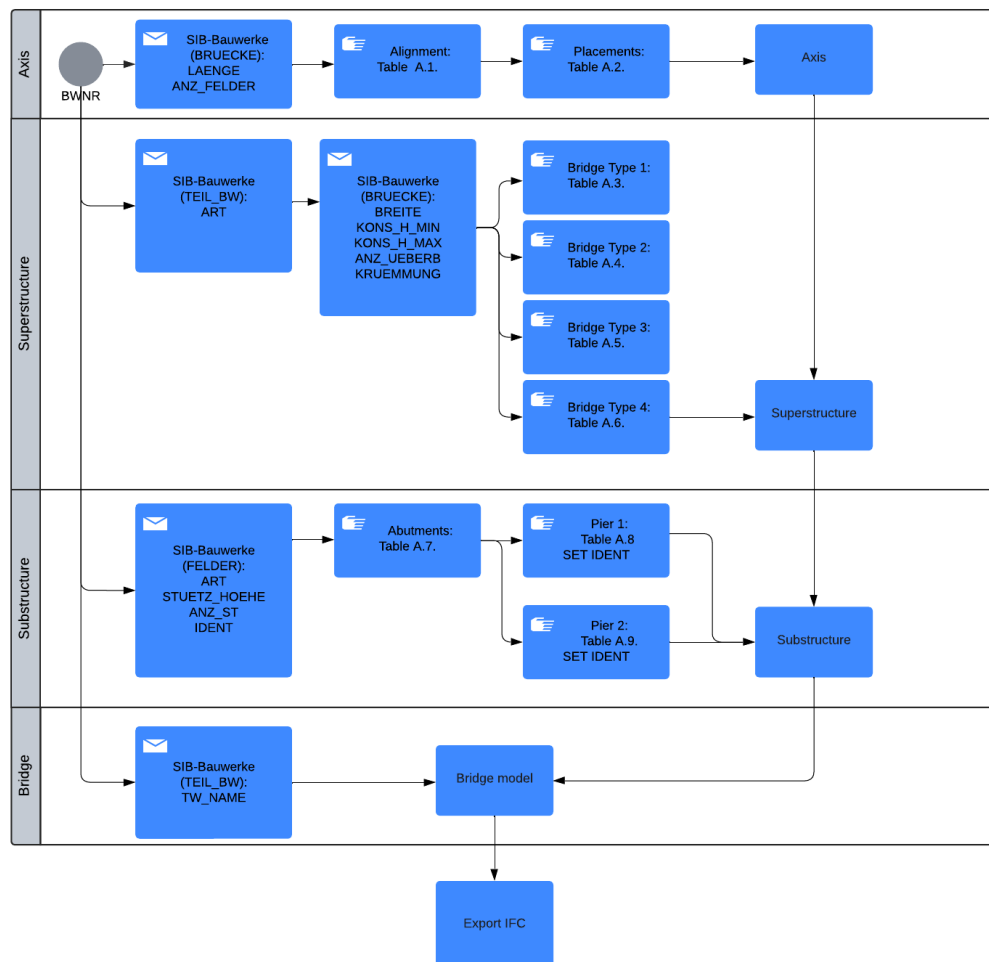 Axis
BWNR
SIB-Bauwerke
(BRUECKE):
LAENGE
ANZ_FELDER
Alignment:
Table A.1.
Placements:
Table A.2.
Axis
Superstructure
SIB-Bauwerke
(TEIL_BW):
ART
SIB-Bauwerke
(BRUECKE):
BREITE
KONS_H_MIN
KONS_H_MAX
ANZ_UEBERB
KRUEMMUNG
Bridge Type 1:
Table A.3.
Bridge Type 2:
Table A.4.
Bridge Type 3:
Table A.5.
Bridge Type 4:
Table A.6.
Superstructure
Substructure
SIB-Bauwerke
(FELDER):
ART
STUETZ_HOEHE
ANZ_ST
IDENT
Abutments:
Table A.7.
Pier 1:
Table A.8
SET IDENT
Pier 2:
Table A.9.
SET IDENT
Substructure
Bridge
SIB-Bauwerke
(TEIL_BW):
TW_NAME
Bridge model
Export IFC